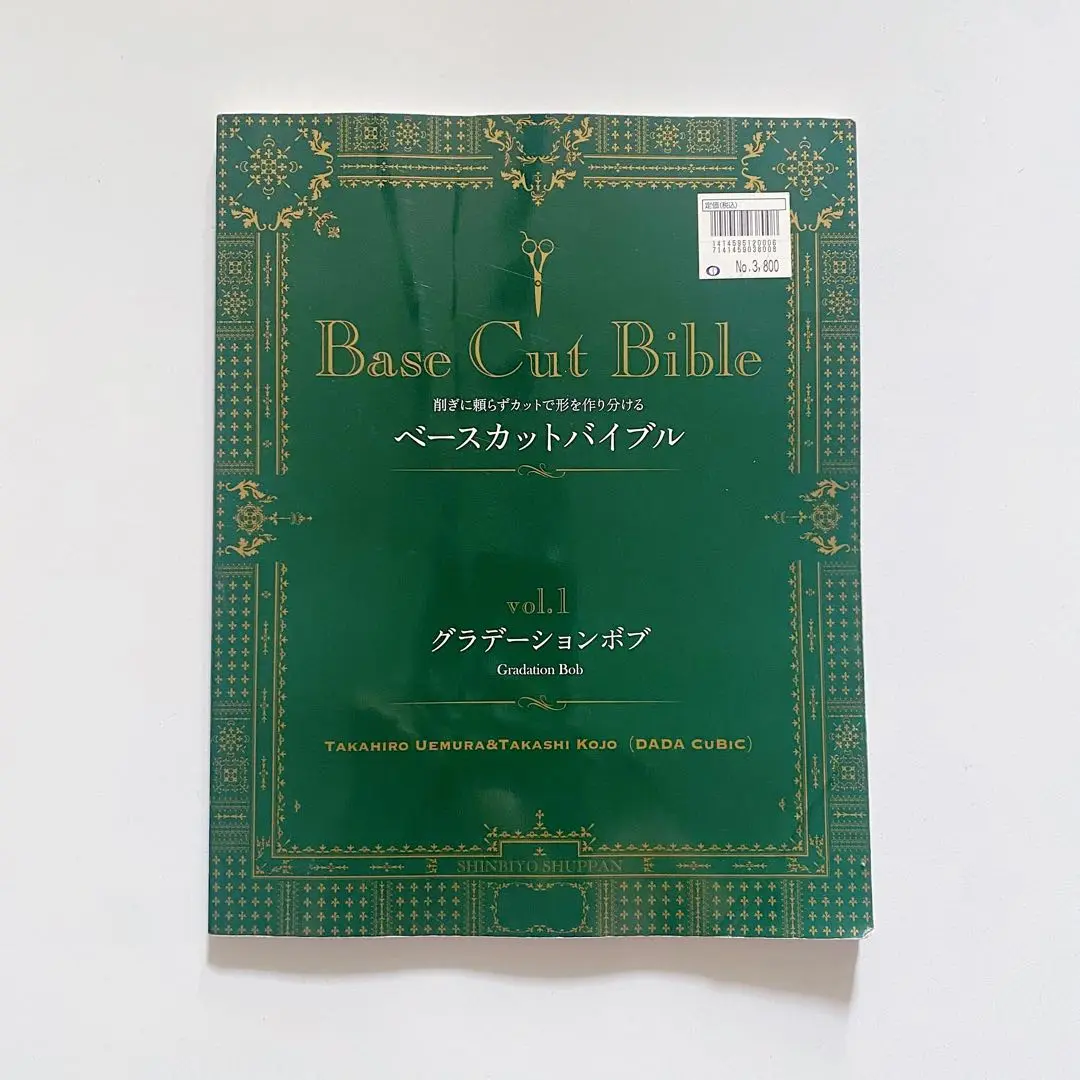 定価(税込)
1414595120006
7141459038008
No.3,800
Base Cut Bible
削ぎに頼らずカットで形を作り分ける
ベースカットバイブル
vol.1
グラデーションボブ
Gradation Bob
TAKAHIRO UEMURA&TAKASHI KOJO (DADA CuBiC)
SHINBIYO SHUPPAN